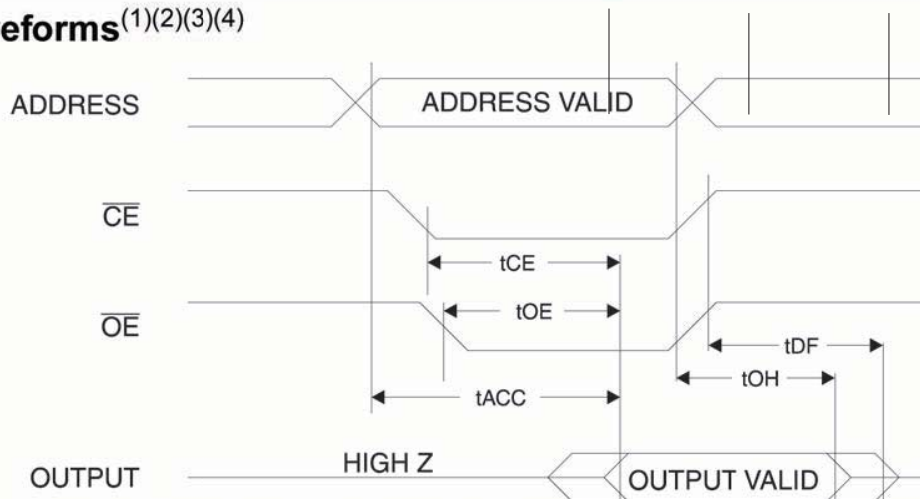 eforms(1)(2)(3)(4)
ADDRESS
ADDRESS VALID
CE
tCE
OE
tOE
tDF
tOH
tACC
OUTPUT
HIGH Z
OUTPUT VALID